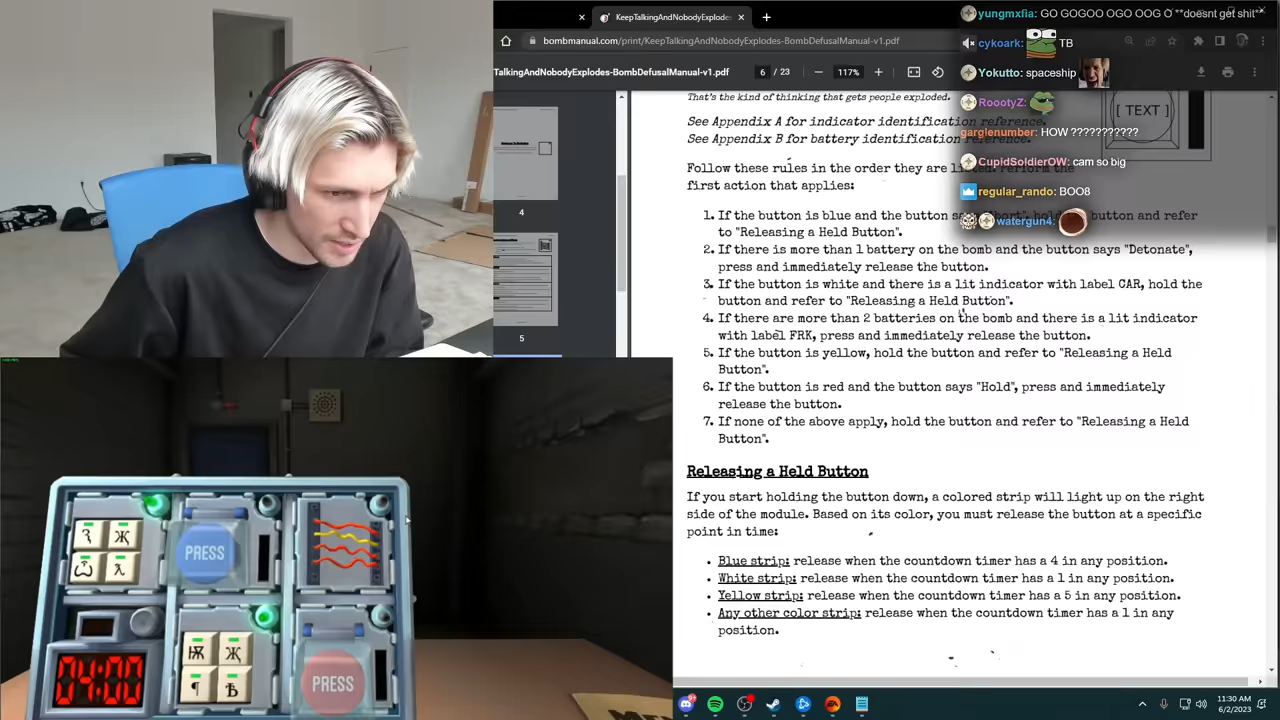 KeepTalkingAndNobodyExplodes
bombmanual.com/print/KeepTalkingAndNobodyExplodes-BombDefusalManual-v1.pdf
TalkingAndNobodyExplodes-BombDefusalManual-v1.pdf
6 / 23
117%
4
5
yungmxfia: GO GOGOO OGO OOG O **doesnt get shit**
cykoark: TB
Yokutto: spaceship
RoootyZ:
gargienumber: HOW ???????????
CupidSoldierOW: cam so big
regular_rando: BOO8
watergun4:
[ TEXT ]
That's the kind of thinking that gets people exploded.
See Appendix A for indicator identification reference.
See Appendix B for battery identification reference.
Follow these rules in the order they are listed. Perform the
first action that applies:
1. If the button is blue and the button says "Abort", hold the button and refer
to "Releasing a Held Button".
2. If there is more than 1 battery on the bomb and the button says "Detonate",
press and immediately release the button.
3. If the button is white and there is a lit indicator with label CAR, hold the
button and refer to "Releasing a Held Button".
4. If there are more than 2 batteries on the bomb and there is a lit indicator
with label FRK, press and immediately release the button.
5. If the button is yellow, hold the button and refer to "Releasing a Held
Button".
6. If the button is red and the button says "Hold", press and immediately
release the button.
7. If none of the above apply, hold the button and refer to "Releasing a Held
Button".
Releasing a Held Button
If you start holding the button down, a colored strip will light up on the right
side of the module. Based on its color, you must release the button at a specific
point in time:
• Blue strip: release when the countdown timer has a 4 in any position.
• White strip: release when the countdown timer has a 1 in any position.
• Yellow strip: release when the countdown timer has a 5 in any position.
• Any other color strip: release when the countdown timer has a 1 in any
position.
PRESS
04:00
PRESS
11:30 AM
6/2/2023